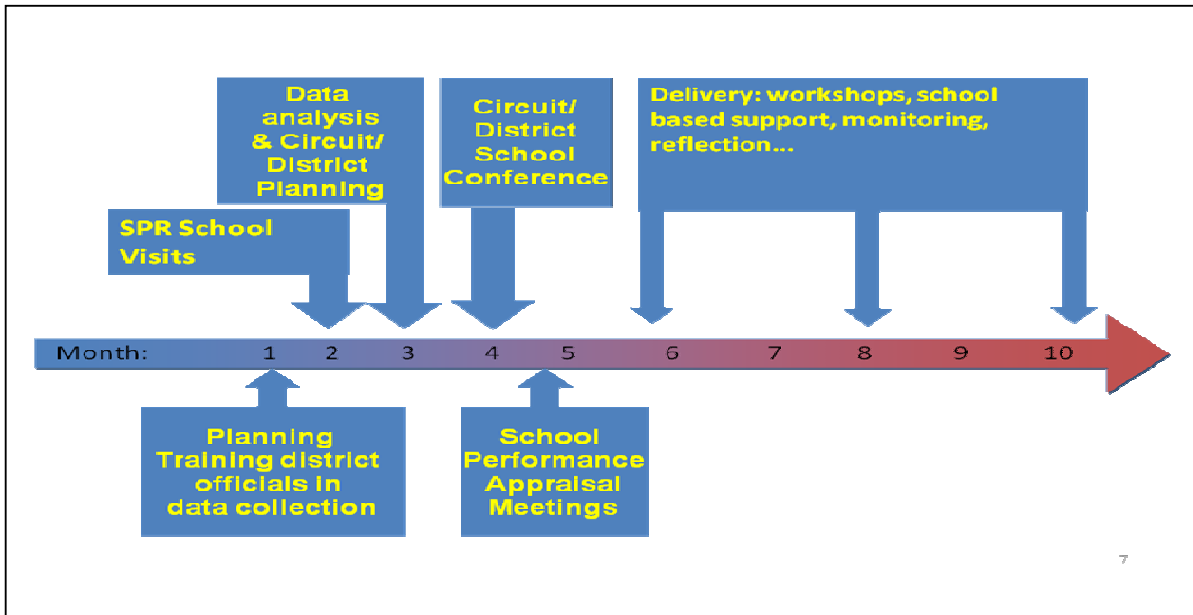 Data
analysis
& Circuit/
District
Planning
Circuit/
District
School
Conference
Delivery: workshops, school
based support, monitoring,
reflection...
SPR School
Visits
Month: 1 2 3 4 5 6 7 8 9 10
Planning
Training district
officials in
data collection
School
Performance
Appraisal
Meetings
7